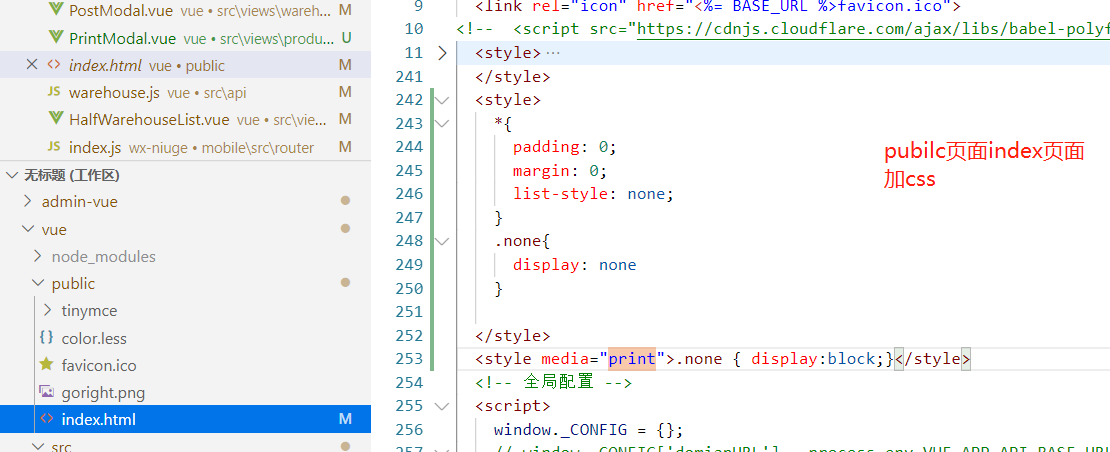 PostModal.vue vue • src\views\wareh... M
PrintModal.vue vue • src\views\produ... U
index.html vue • public M
warehouse.js vue • src\api M
HalfWarehouseList.vue vue • src\vie... M
JS index.js wx-niuge • mobile\src\router
无标题 (工作区)
admin-vue
vue
node_modules
public
tinymce
{} color.less
favicon.ico
goright.png
<> index.html M
src
9 <link rel="icon" href="<%= BASE_URL %>favicon.ico">
10 <!-- <script src="https://cdnjs.cloudflare.com/ajax/libs/babel-polyf
11 <style>…
241 </style>
242 <style>
243 *{
244 padding: 0;
245 margin: 0;
246 list-style: none;
247 }
248 .none{
249 display: none
250 }
251
252 </style>
253 <style media="print">.none { display:block;}</style>
254 <!-- 全局配置 -->
255 <script>
256 window._CONFIG = {};
pubilc页面index页面
加css